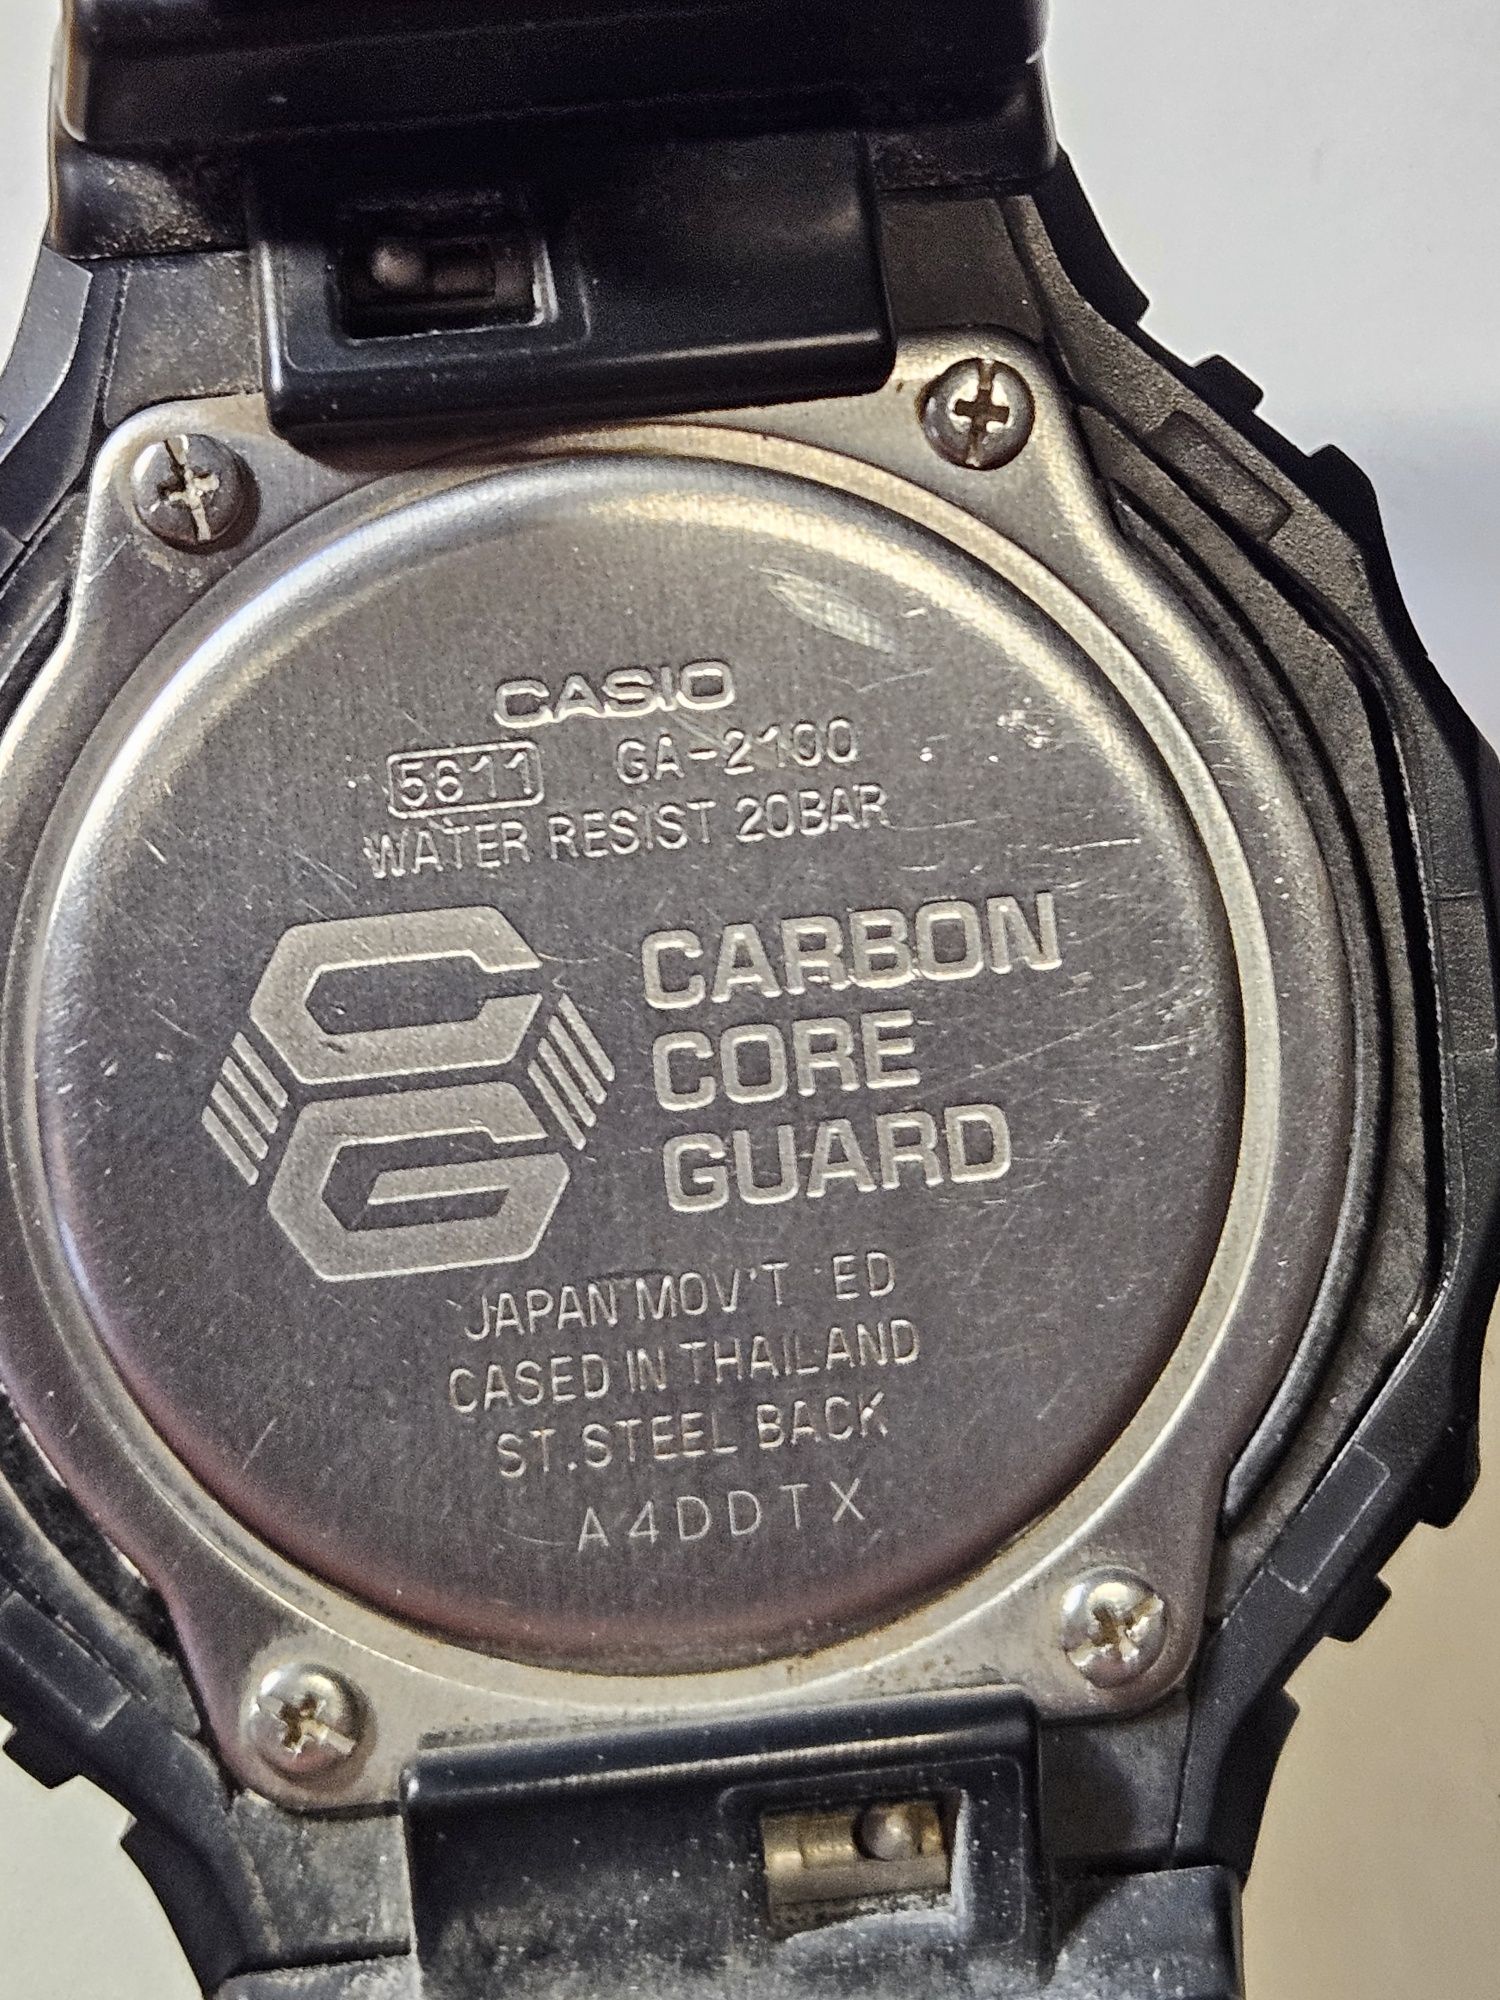 CASIO
5611 GA-2100
WATER RESIST 20BAR
CG CARBON
CORE
GUARD
JAPAN MOV'T ED
CASED IN THAILAND
ST.STEEL BACK
A4DDTX